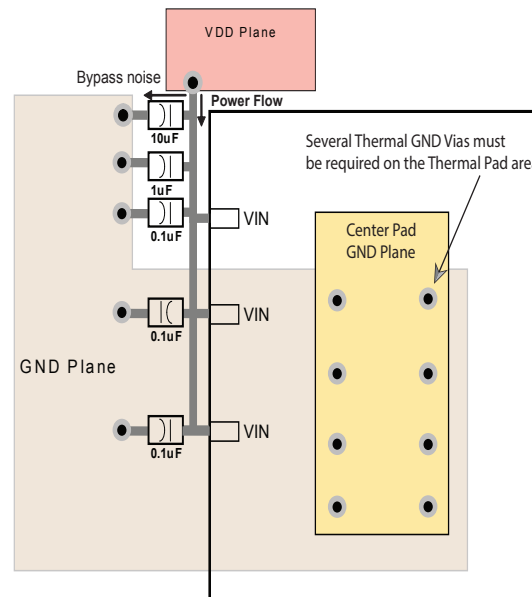 VDD Plane
Bypass noise
Power Flow
10uF
Several Thermal GND Vias must
be required on the Thermal Pad are
1uF
0.1uF
VIN
Center Pad
GND Plane
0.1uF
VIN
GND Plane
0.1uF
VIN